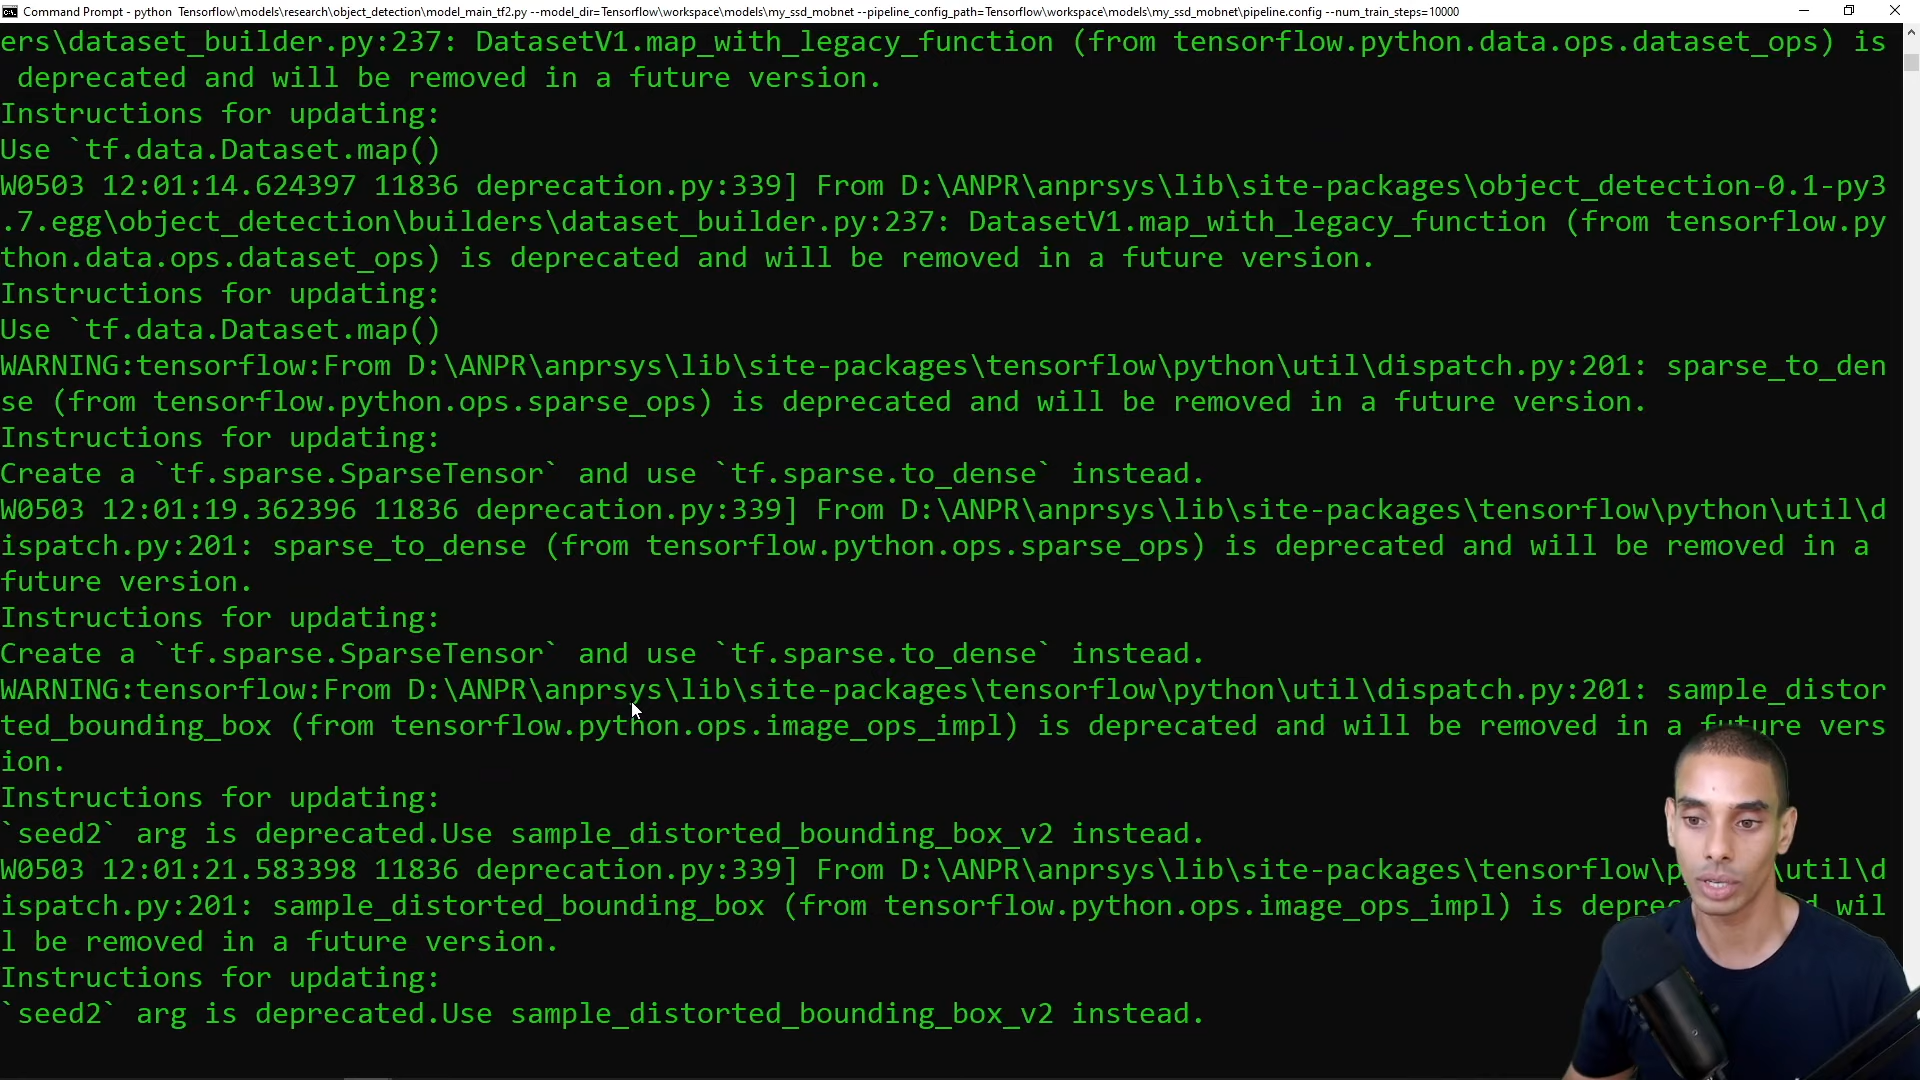 Command Prompt - python Tensorflow\models\research\object_detection\model_main_tf2.py --model_dir=Tensorflow\workspace\models\my_ssd_mobnet --pipeline_config_path=Tensorflow\workspace\models\my_ssd_mobnet\pipeline.config --num_train_steps=10000
ers\dataset_builder.py:237: DatasetV1.map_with_legacy_function (from tensorflow.python.data.ops.dataset_ops) is
deprecated and will be removed in a future version.
Instructions for updating:
Use `tf.data.Dataset.map()
W0503 12:01:14.624397 11836 deprecation.py:339] From D:\ANPR\anprsys\lib\site-packages\object_detection-0.1-py3
.7.egg\object_detection\builders\dataset_builder.py:237: DatasetV1.map_with_legacy_function (from tensorflow.py
thon.data.ops.dataset_ops) is deprecated and will be removed in a future version.
Instructions for updating:
Use `tf.data.Dataset.map()
WARNING:tensorflow:From D:\ANPR\anprsys\lib\site-packages\tensorflow\python\util\dispatch.py:201: sparse_to_den
se (from tensorflow.python.ops.sparse_ops) is deprecated and will be removed in a future version.
Instructions for updating:
Create a `tf.sparse.SparseTensor` and use `tf.sparse.to_dense` instead.
W0503 12:01:19.362396 11836 deprecation.py:339] From D:\ANPR\anprsys\lib\site-packages\tensorflow\python\util\d
ispatch.py:201: sparse_to_dense (from tensorflow.python.ops.sparse_ops) is deprecated and will be removed in a
future version.
Instructions for updating:
Create a `tf.sparse.SparseTensor` and use `tf.sparse.to_dense` instead.
WARNING:tensorflow:From D:\ANPR\anprsys\lib\site-packages\tensorflow\python\util\dispatch.py:201: sample_distor
ted_bounding_box (from tensorflow.python.ops.image_ops_impl) is deprecated and will be removed in a future vers
ion.
Instructions for updating:
`seed2` arg is deprecated.Use sample_distorted_bounding_box_v2 instead.
W0503 12:01:21.583398 11836 deprecation.py:339] From D:\ANPR\anprsys\lib\site-packages\tensorflow\p util\d
ispatch.py:201: sample_distorted_bounding_box (from tensorflow.python.ops.image_ops_impl) is depre wil
l be removed in a future version.
Instructions for updating:
`seed2` arg is deprecated.Use sample_distorted_bounding_box_v2 instead.